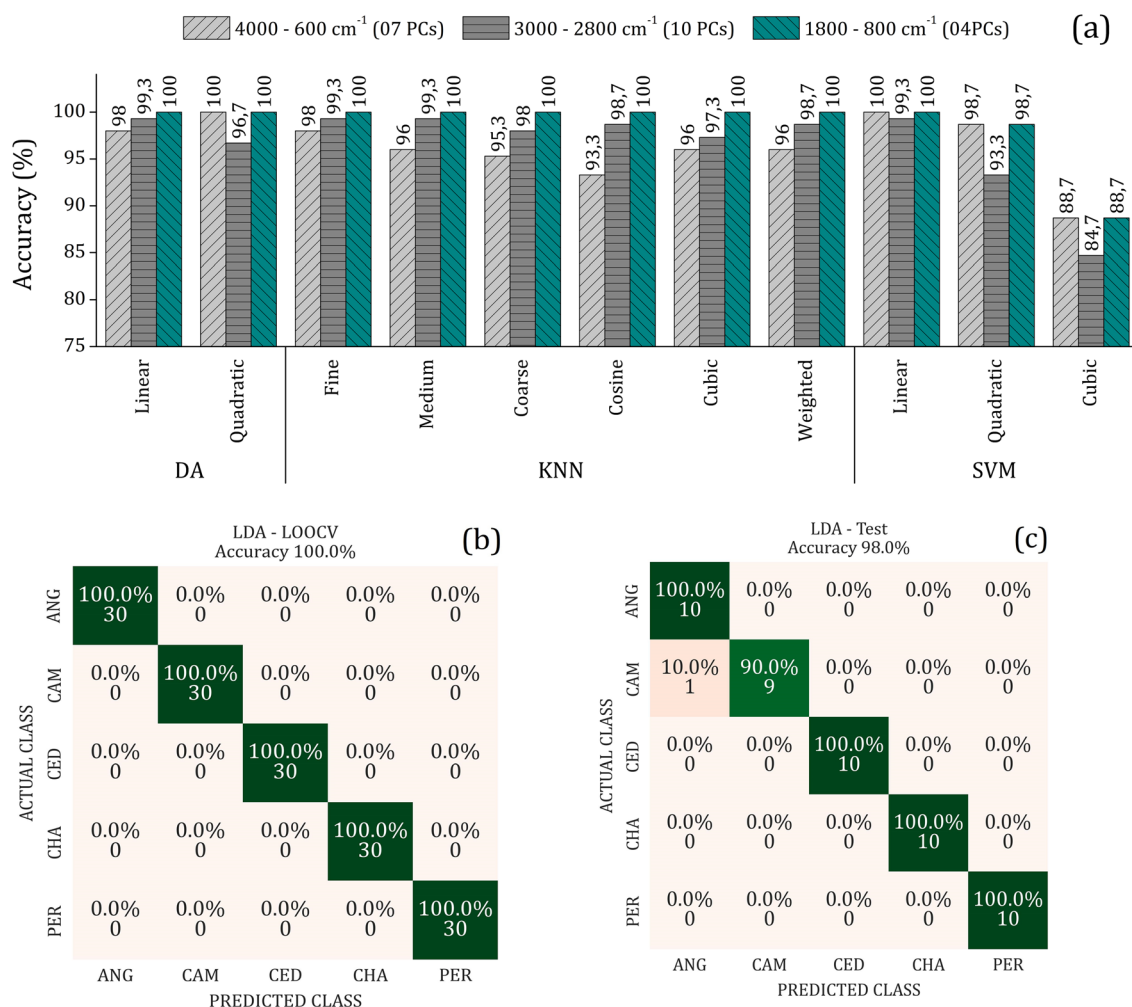 4000 - 600 cm⁻¹ (07 PCs) 3000 - 2800 cm⁻¹ (10 PCs) 1800 - 800 cm⁻¹ (04PCs) (a)
98 99,3 100 100 96,7 100 98 99,3 100 96 99,3 100 95,3 98 100 93,3 98,7 100 96 97,3 100 96 98,7 100 100 99,3 100 98,7 93,3 98,7 88,7 84,7 88,7
Accuracy (%)
100
95
90
85
80
75
Linear Quadratic Fine Medium Coarse Cosine Cubic Weighted Linear Quadratic Cubic
DA KNN SVM
LDA - LOOCV
Accuracy 100.0%
(b)
ACTUAL CLASS
ANG 100.0% 0.0% 0.0% 0.0% 0.0%
30 0 0 0 0
CAM 0.0% 100.0% 0.0% 0.0% 0.0%
0 30 0 0 0
CED 0.0% 0.0% 100.0% 0.0% 0.0%
0 0 30 0 0
CHA 0.0% 0.0% 0.0% 100.0% 0.0%
0 0 0 30 0
PER 0.0% 0.0% 0.0% 0.0% 100.0%
0 0 0 0 30
ANG CAM CED CHA PER
PREDICTED CLASS
LDA - Test
Accuracy 98.0%
(c)
ACTUAL CLASS
ANG 100.0% 0.0% 0.0% 0.0% 0.0%
10 0 0 0 0
CAM 10.0% 90.0% 0.0% 0.0% 0.0%
1 9 0 0 0
CED 0.0% 0.0% 100.0% 0.0% 0.0%
0 0 10 0 0
CHA 0.0% 0.0% 0.0% 100.0% 0.0%
0 0 0 10 0
PER 0.0% 0.0% 0.0% 0.0% 100.0%
0 0 0 0 10
ANG CAM CED CHA PER
PREDICTED CLASS